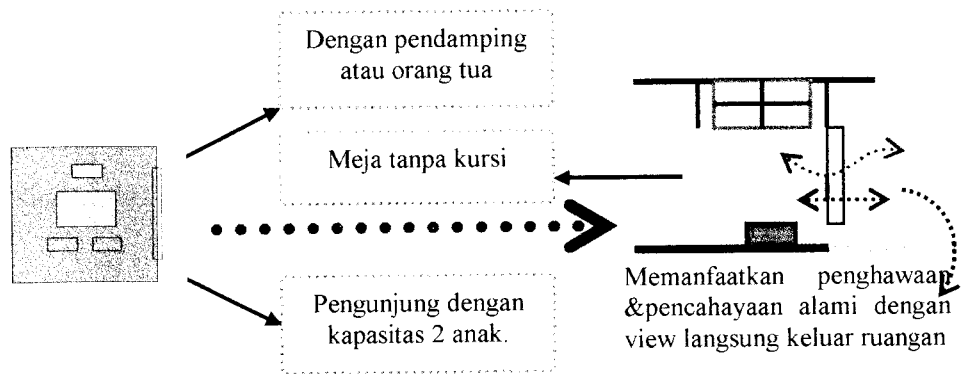 Dengan pendamping
atau orang tua
Meja tanpa kursi
Pengunjung dengan
kapasitas 2 anak.
Memanfaatkan penghawaan
&pencahayaan alami dengan
view langsung keluar ruangan